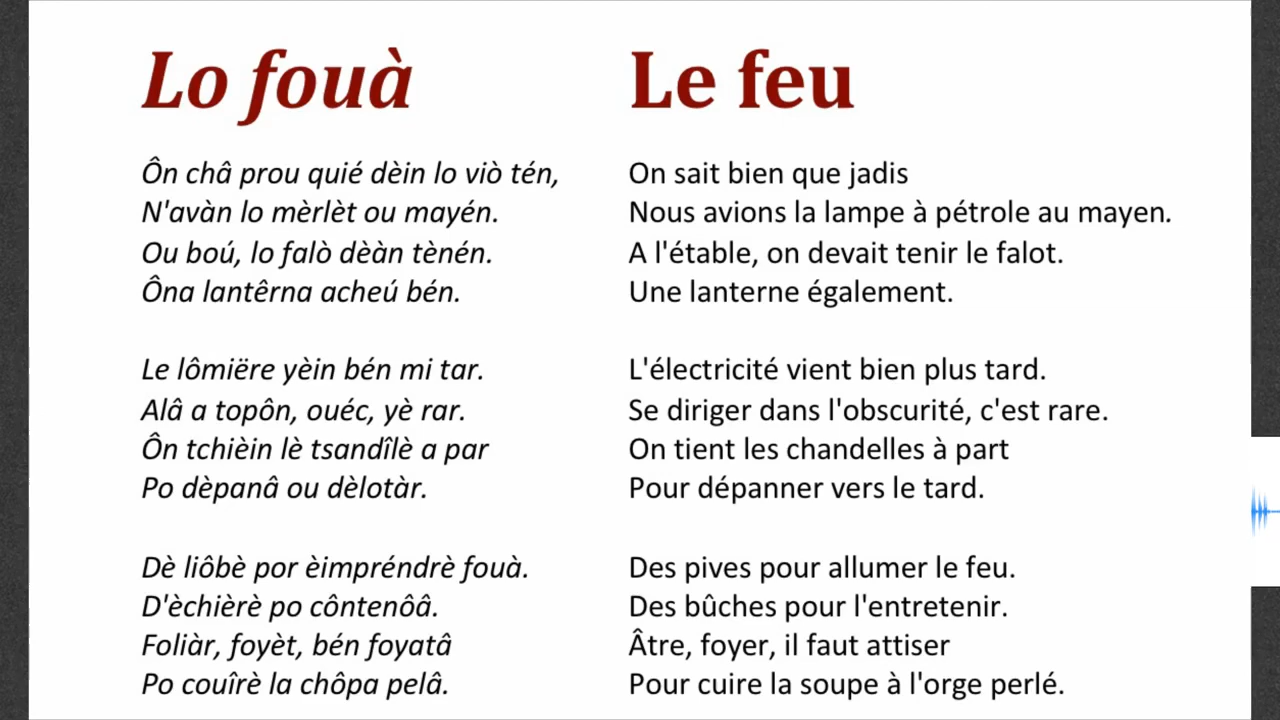 Lo fouà
Ôn châ prou quié dèin lo viò tén,
N'avàn lo mèrlèt ou mayén.
Ou boú, lo falò dèàn tènén.
Ôna lantêrna acheú bén.
Le lômiëre yèin bén mi tar.
Alâ a topôn, ouéc, yè rar.
Ôn tchièin lè tsandîlè a par
Po dèpanâ ou dèlotàr.
Dè liôbè por èimpréndrè fouà.
D'èchièrè po côntenôâ.
Foliàr, foyèt, bén foyatâ
Po couîrè la chôpa pelâ.
Le feu
On sait bien que jadis
Nous avions la lampe à pétrole au mayen.
A l'étable, on devait tenir le falot.
Une lanterne également.
L'électricité vient bien plus tard.
Se diriger dans l'obscurité, c'est rare.
On tient les chandelles à part
Pour dépanner vers le tard.
Des pives pour allumer le feu.
Des bûches pour l'entretenir.
Âtre, foyer, il faut attiser
Pour cuire la soupe à l'orge perlé.